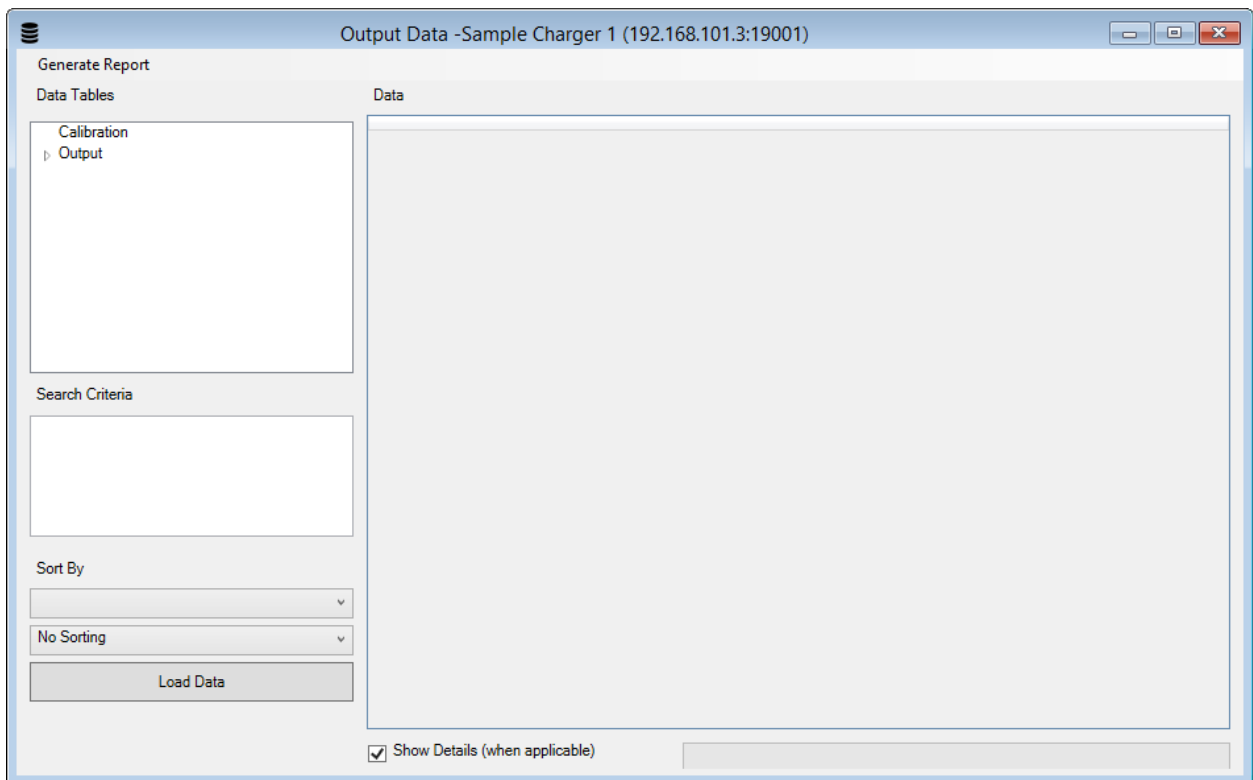 Output Data -Sample Charger 1 (192.168.101.3:19001)
Generate Report
Data Tables
Data
Calibration
Output
Search Criteria
Sort By
No Sorting
Load Data
Show Details (when applicable)